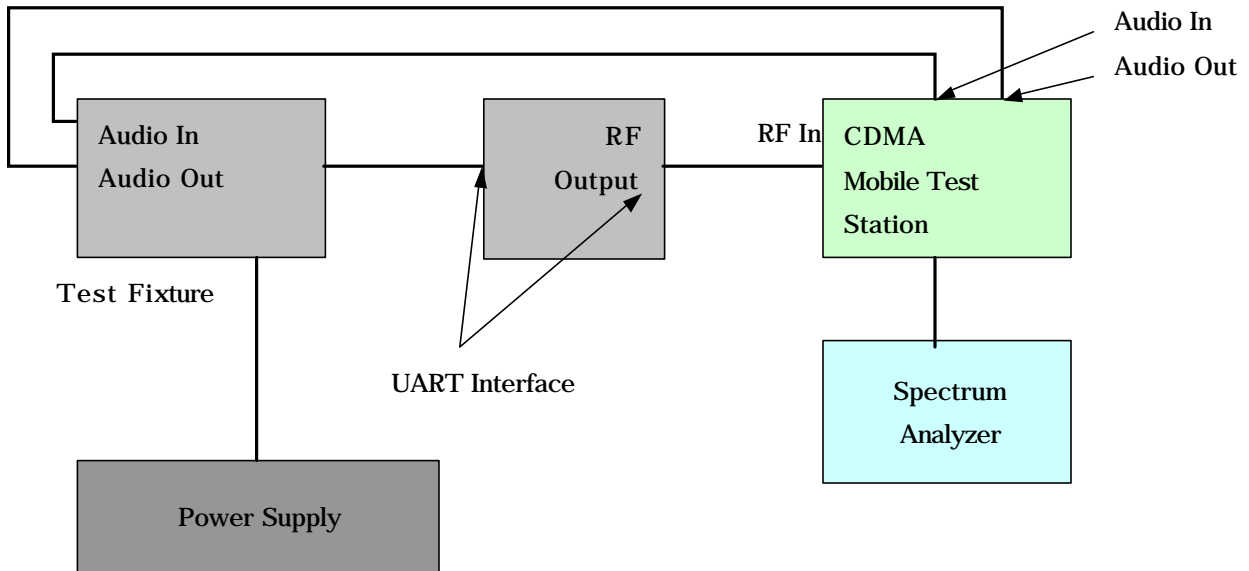 Audio In
Audio Out
Audio In
Audio Out
RF
Output
RF In
CDMA
Mobile Test
Station
Test Fixture
UART Interface
Spectrum
Analyzer
Power Supply